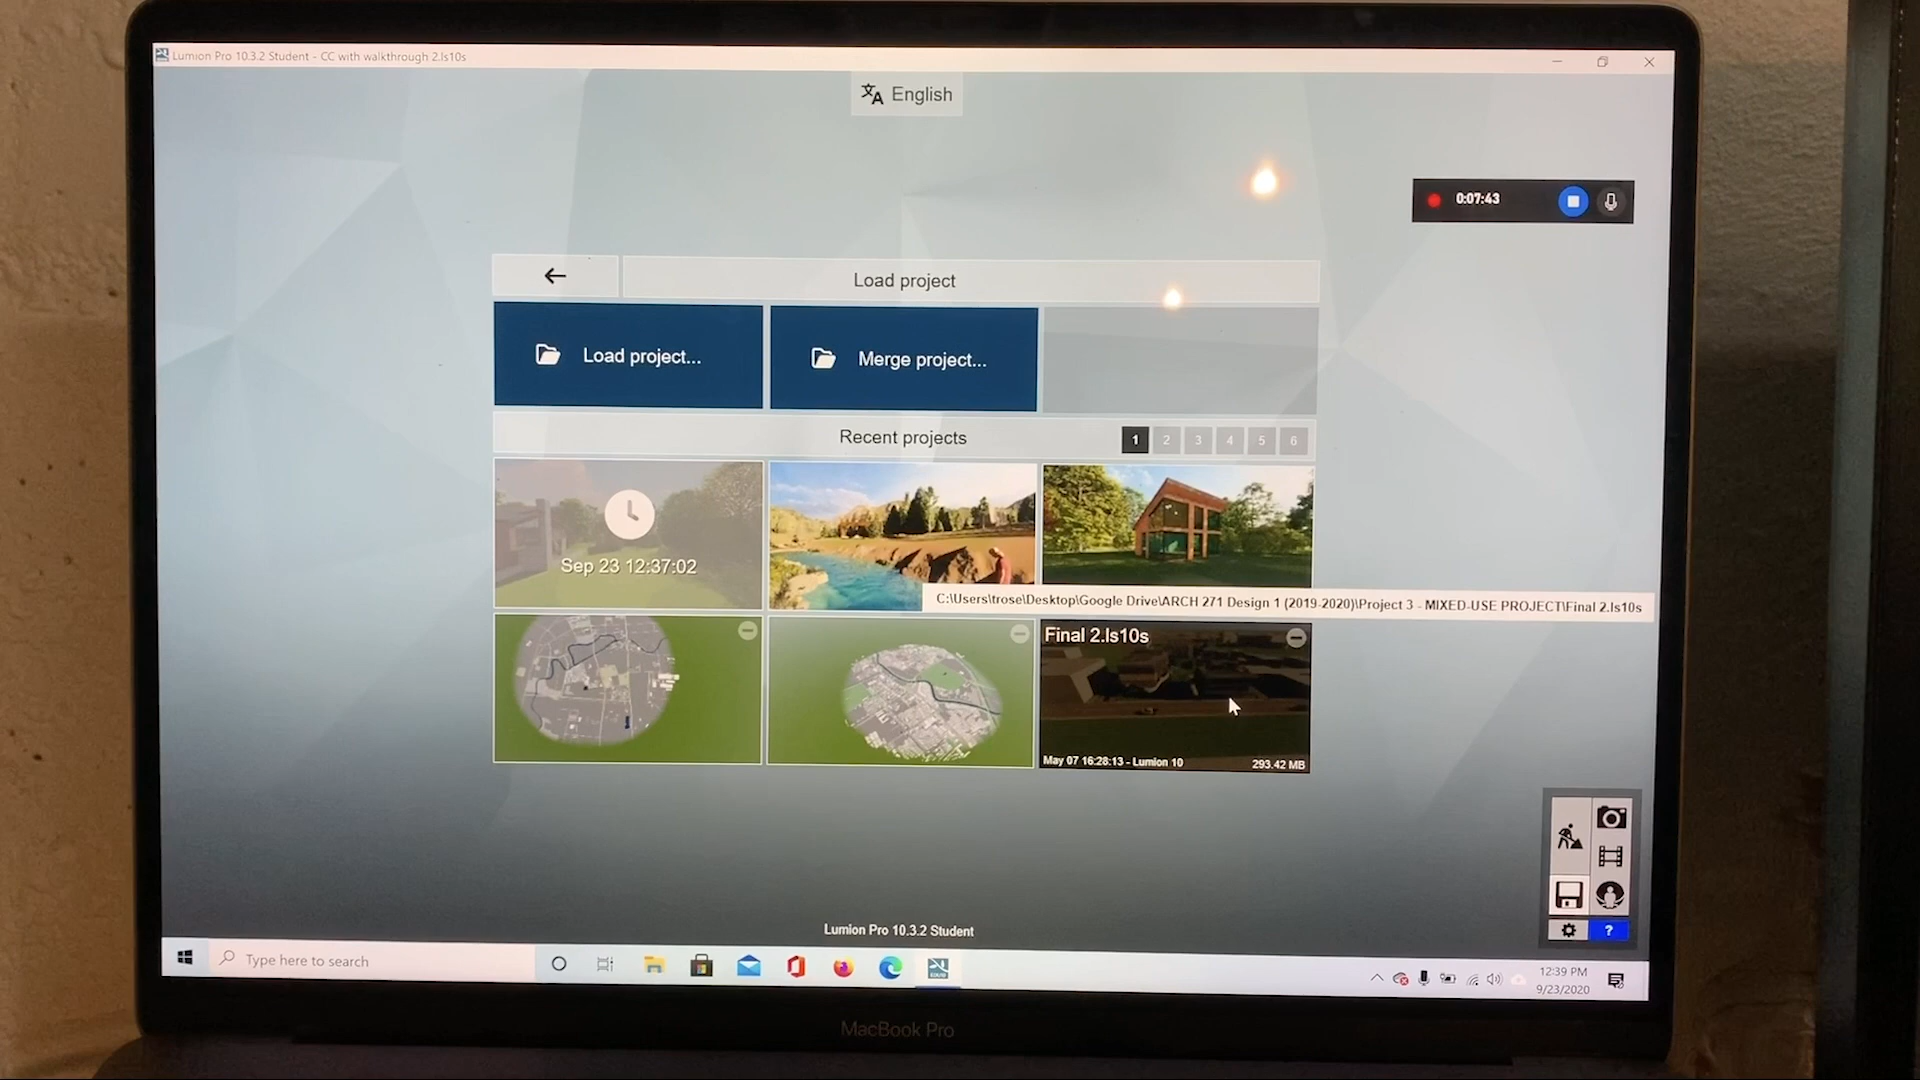 Lumion Pro 10.3.2 Student - CC with walkthrough 2.ls10s
English
0:07:43
Load project
Load project...
Merge project...
Recent projects
1 2 3 4 5 6
Sep 23 12:37:02
C:\Users\trose\Desktop\Google Drive\ARCH 271 Design 1 (2019-2020)\Project 3 - MIXED-USE PROJECT\Final 2.ls10s
Final 2.ls10s
May 07 16:28:13 - Lumion 10
293.42 MB
?
Lumion Pro 10.3.2 Student
Type here to search
12:39 PM
9/23/2020
MacBook Pro